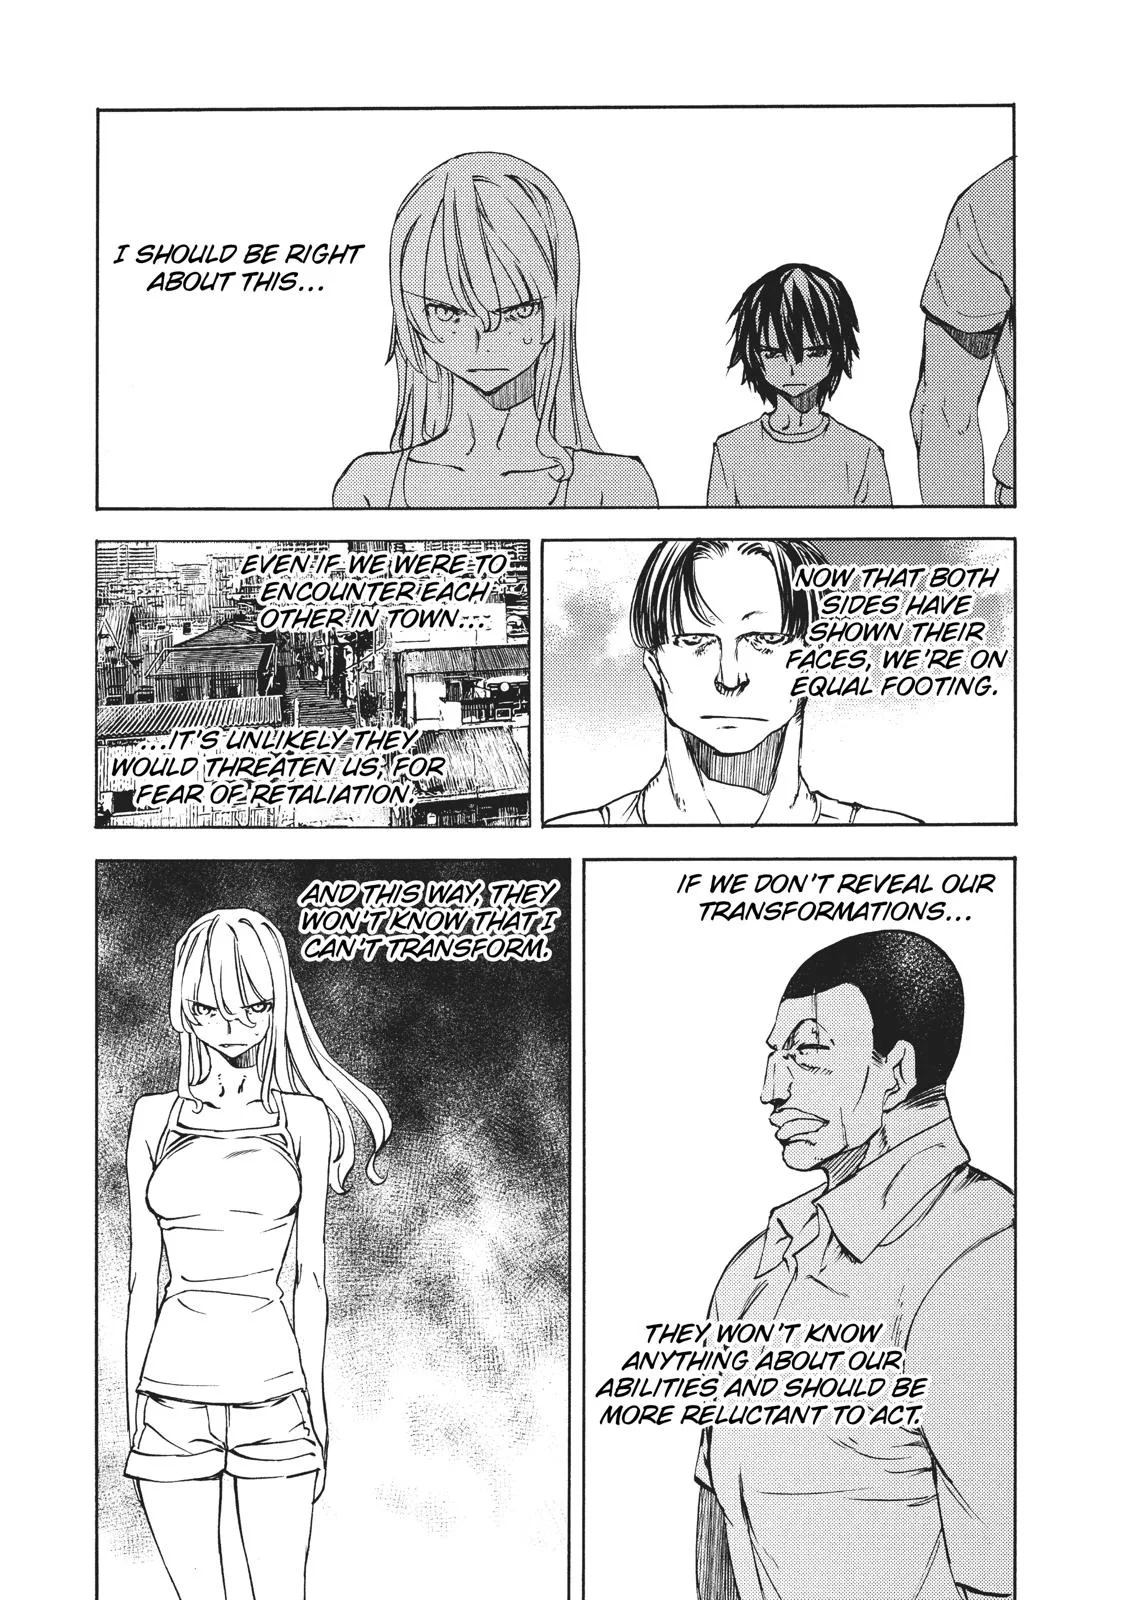 I SHOULD BE RIGHT
ABOUT THIS...
NOW THAT BOTH
SIDES HAVE
SHOWN THEIR
FACES, WE'RE ON
EQUAL FOOTING.
EVEN IF WE WERE TO
ENCOUNTER EACH
OTHER IN TOWN...
...IT'S UNLIKELY THEY
WOULD THREATEN US, FOR
FEAR OF RETALIATION.
IF WE DON'T REVEAL OUR
TRANSFORMATIONS...
THEY WON'T KNOW
ANYTHING ABOUT OUR
ABILITIES AND SHOULD BE
MORE RELUCTANT TO ACT.
AND THIS WAY, THEY
WON'T KNOW THAT I
CAN'T TRANSFORM.